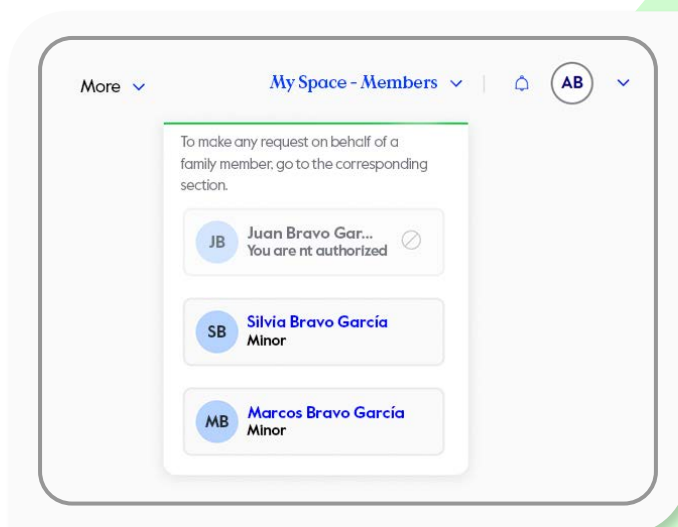 More
My Space - Members
AB
To make any request on behalf of a
family member, go to the corresponding
section.
JB
Juan Bravo Gar...
You are nt authorized
SB
Silvia Bravo García
Minor
MB
Marcos Bravo García
Minor